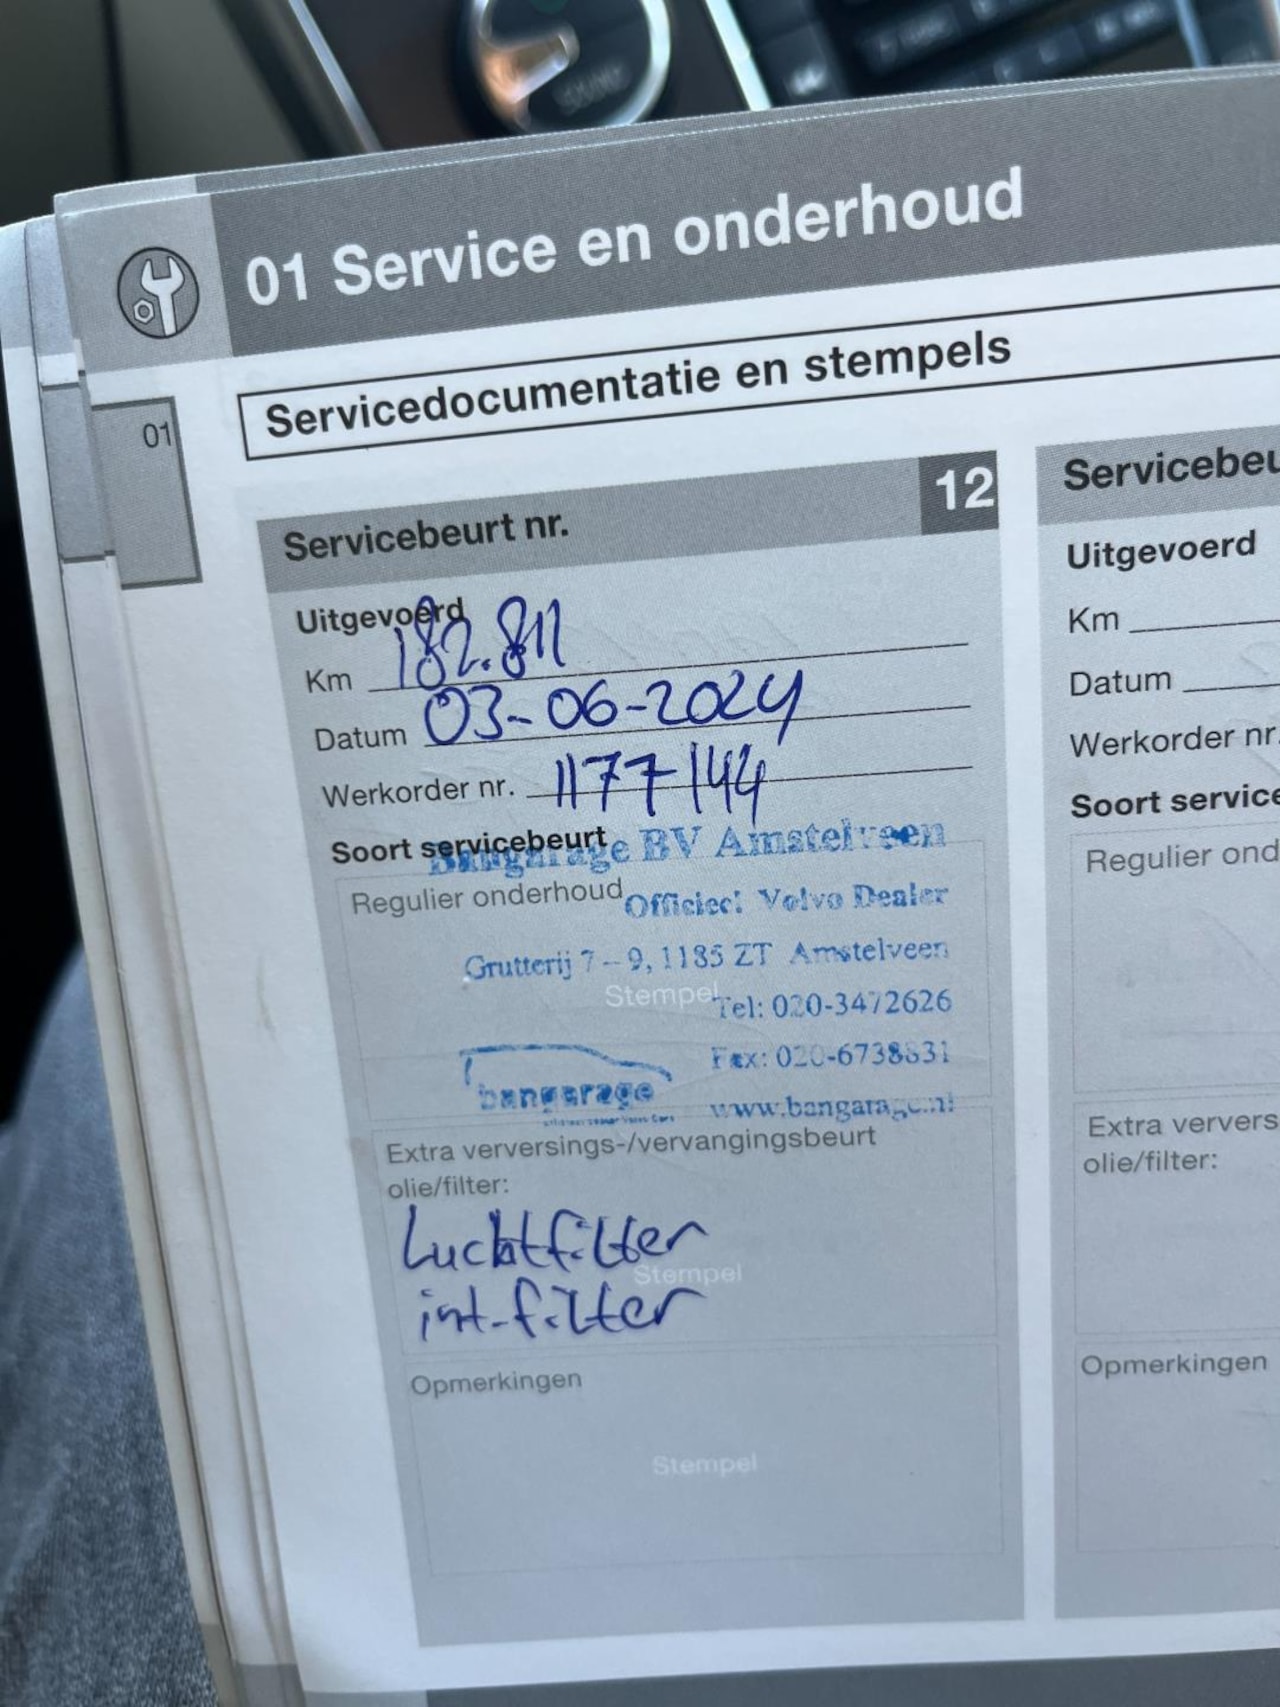 01 Service en onderhoud
Servicedocumentatie en stempels
01
Servicebeurt nr. 12
Uitgevoerd
Km 182.811
Datum 03-06-2024
Werkorder nr. 1177144
Soort servicebeurt
Bangarage BV Amstelveen
Regulier onderhoud
Officieel Volvo Dealer
Grutterij 7-9, 1185 ZT Amstelveen
Stempel
Tel: 020-3472626
Fax: 020-6738831
bangarage
www.bangarage.nl
Extra verversings-/vervangingsbeurt
olie/filter:
Luchtfilter
Stempel
int-filter
Opmerkingen
Stempel
Servicebeu
Uitgevoerd
Km
Datum
Werkorder nr.
Soort service
Regulier ond
Extra ververs
olie/filter:
Opmerkingen